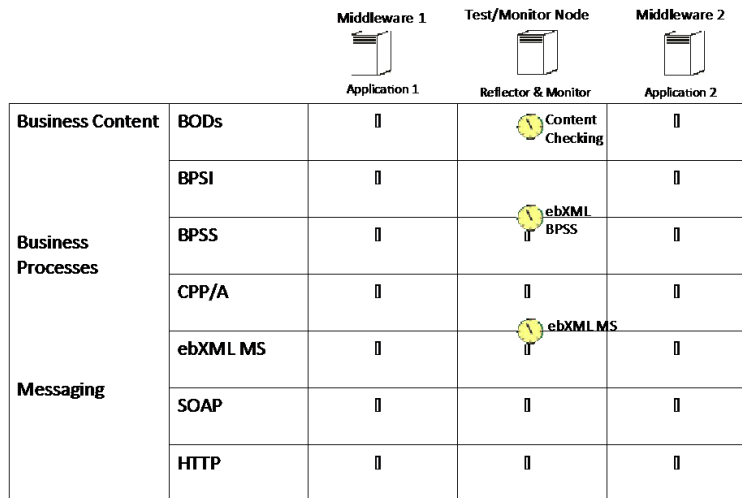 Middleware 1 Test/Monitor Node Middleware 2
Application 1 Reflector & Monitor Application 2
Business Content BODs Content
Checking
BPSI
ebXML
BPSS
Business
Processes
BPSS
CPP/A
ebXML MS
ebXML MS
Messaging
SOAP
HTTP